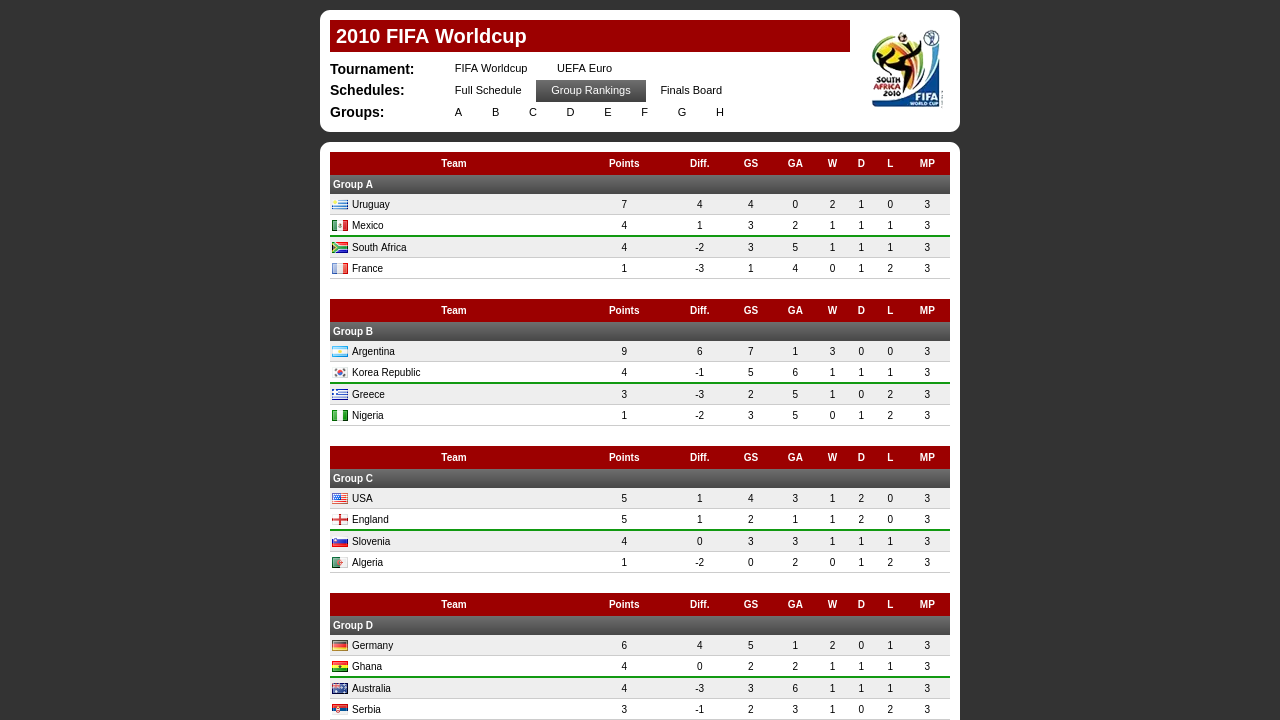 2010 FIFA Worldcup
Tournament: FIFA Worldcup UEFA Euro
Schedules: Full Schedule Group Rankings Finals Board
Groups: A B C D E F G H
SOUTH AFRICA
2010
FIFA
WORLD CUP
Team Points Diff. GS GA W D L MP
Group A
Uruguay 7 4 4 0 2 1 0 3
Mexico 4 1 3 2 1 1 1 3
South Africa 4 -2 3 5 1 1 1 3
France 1 -3 1 4 0 1 2 3
Team Points Diff. GS GA W D L MP
Group B
Argentina 9 6 7 1 3 0 0 3
Korea Republic 4 -1 5 6 1 1 1 3
Greece 3 -3 2 5 1 0 2 3
Nigeria 1 -2 3 5 0 1 2 3
Team Points Diff. GS GA W D L MP
Group C
USA 5 1 4 3 1 2 0 3
England 5 1 2 1 1 2 0 3
Slovenia 4 0 3 3 1 1 1 3
Algeria 1 -2 0 2 0 1 2 3
Team Points Diff. GS GA W D L MP
Group D
Germany 6 4 5 1 2 0 1 3
Ghana 4 0 2 2 1 1 1 3
Australia 4 -3 3 6 1 1 1 3
Serbia 3 -1 2 3 1 0 2 3